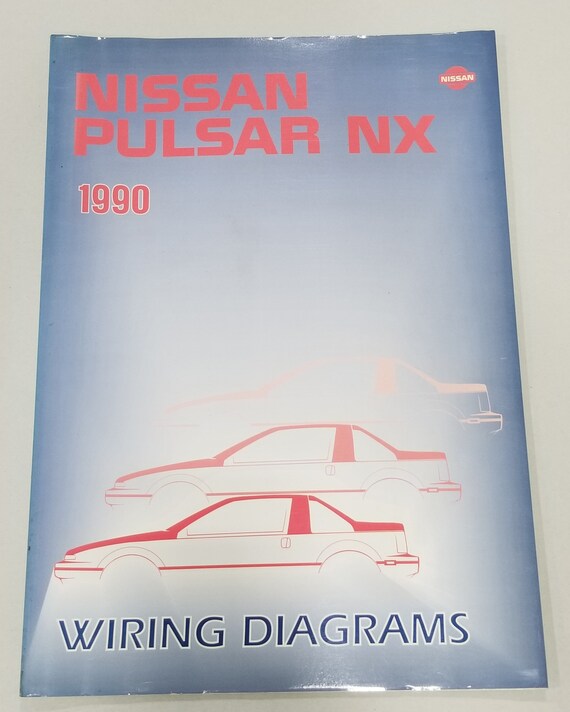 NISSAN
PULSAR NX
NISSAN
1990
WIRING DIAGRAMS